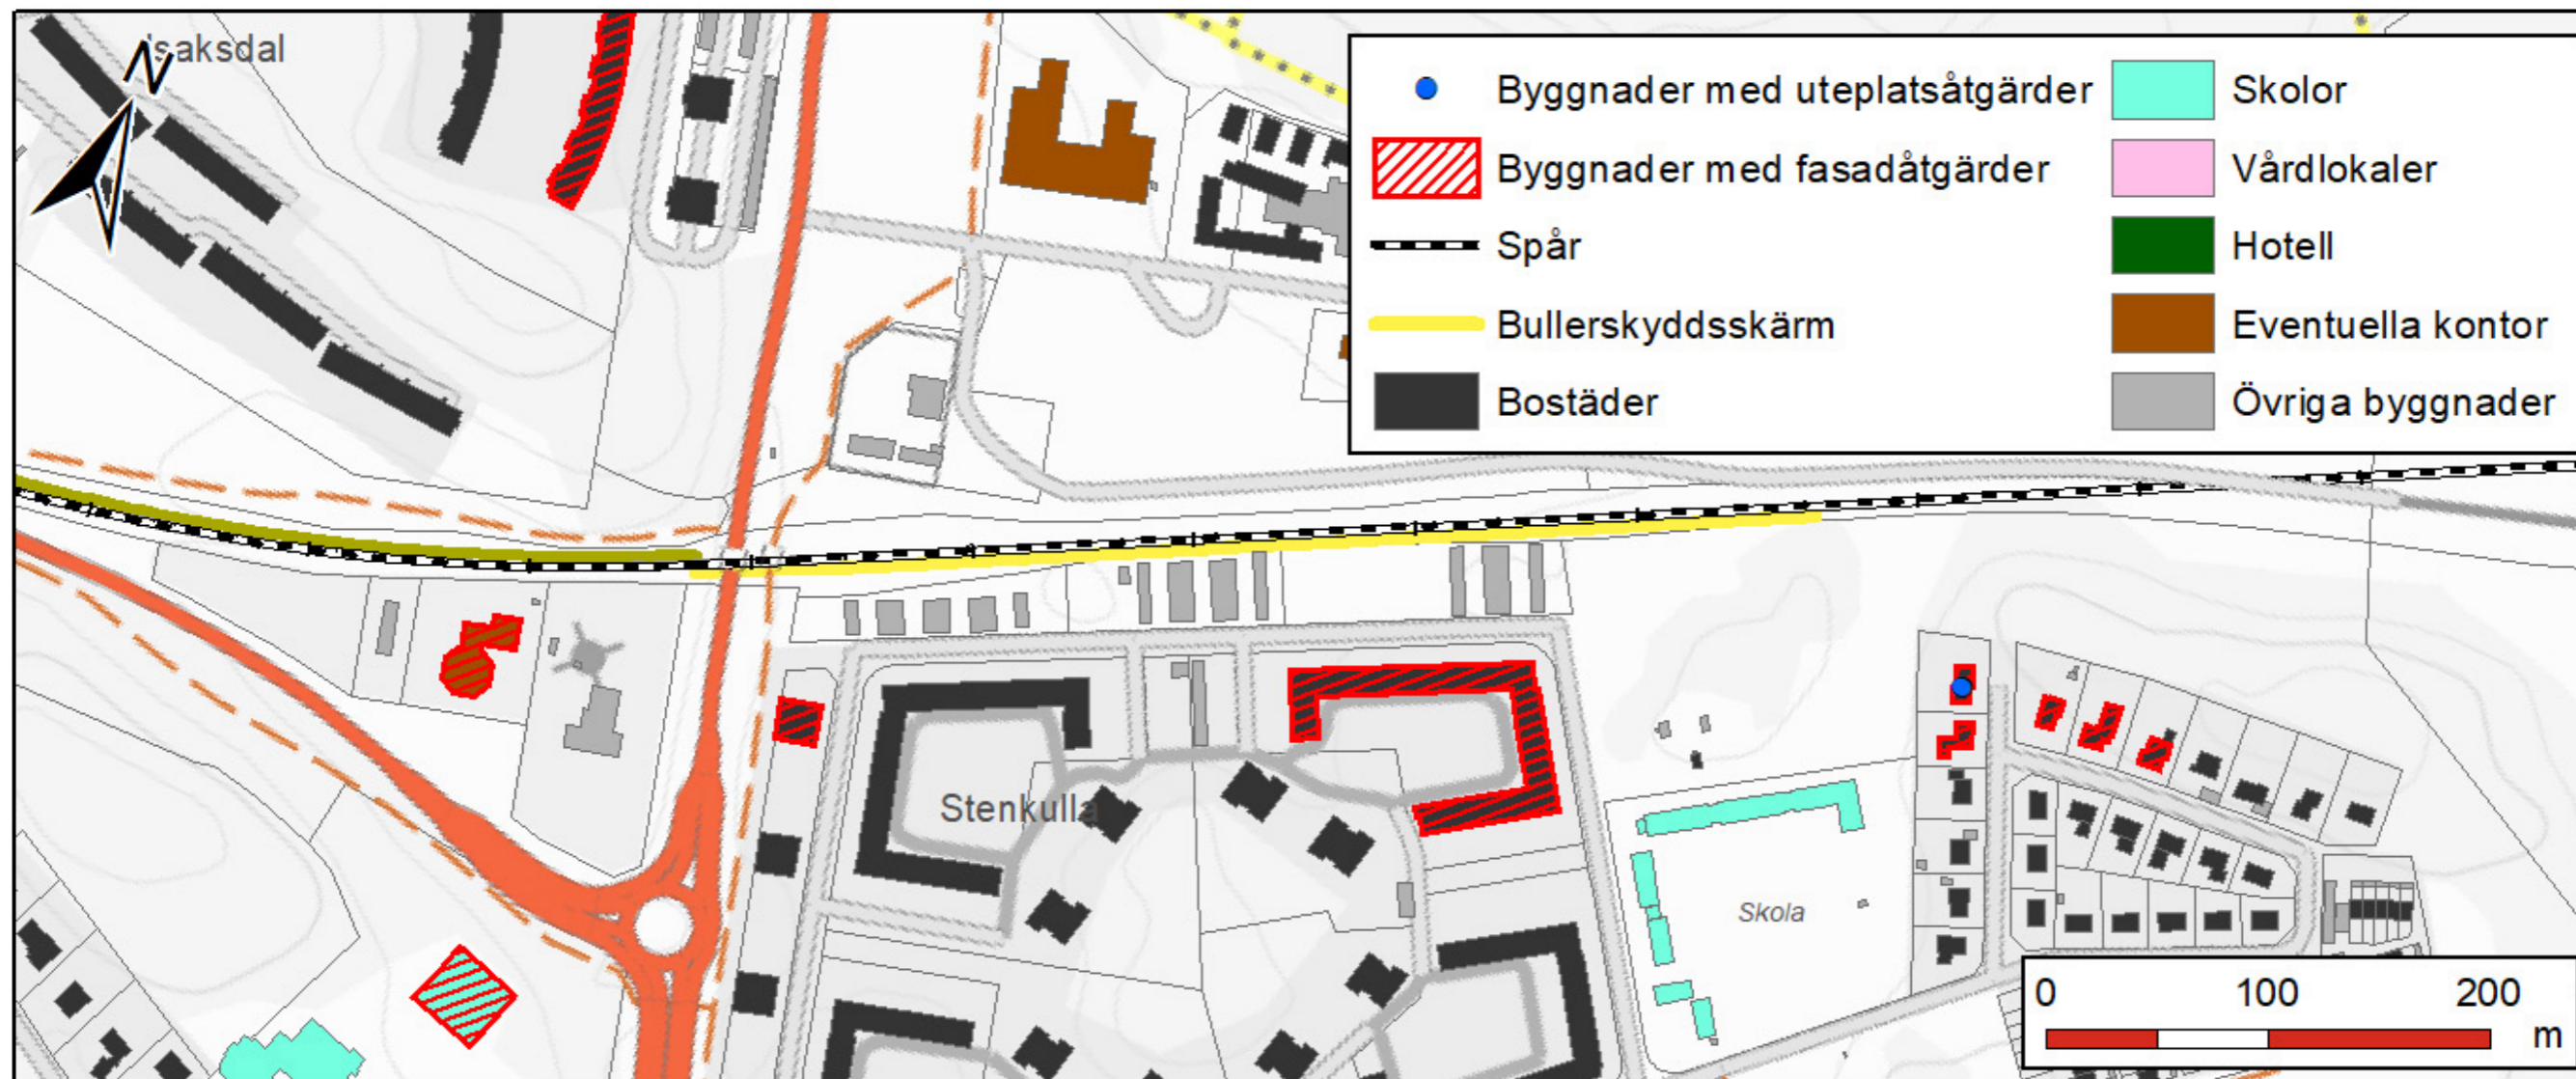 Isaksdal
N
Byggnader med uteplatsåtgärder
Byggnader med fasadåtgärder
Spår
Bullerskyddsskärm
Bostäder
Skolor
Vårdlokaler
Hotell
Eventuella kontor
Övriga byggnader
Stenkulla
Skola
0 100 200
m